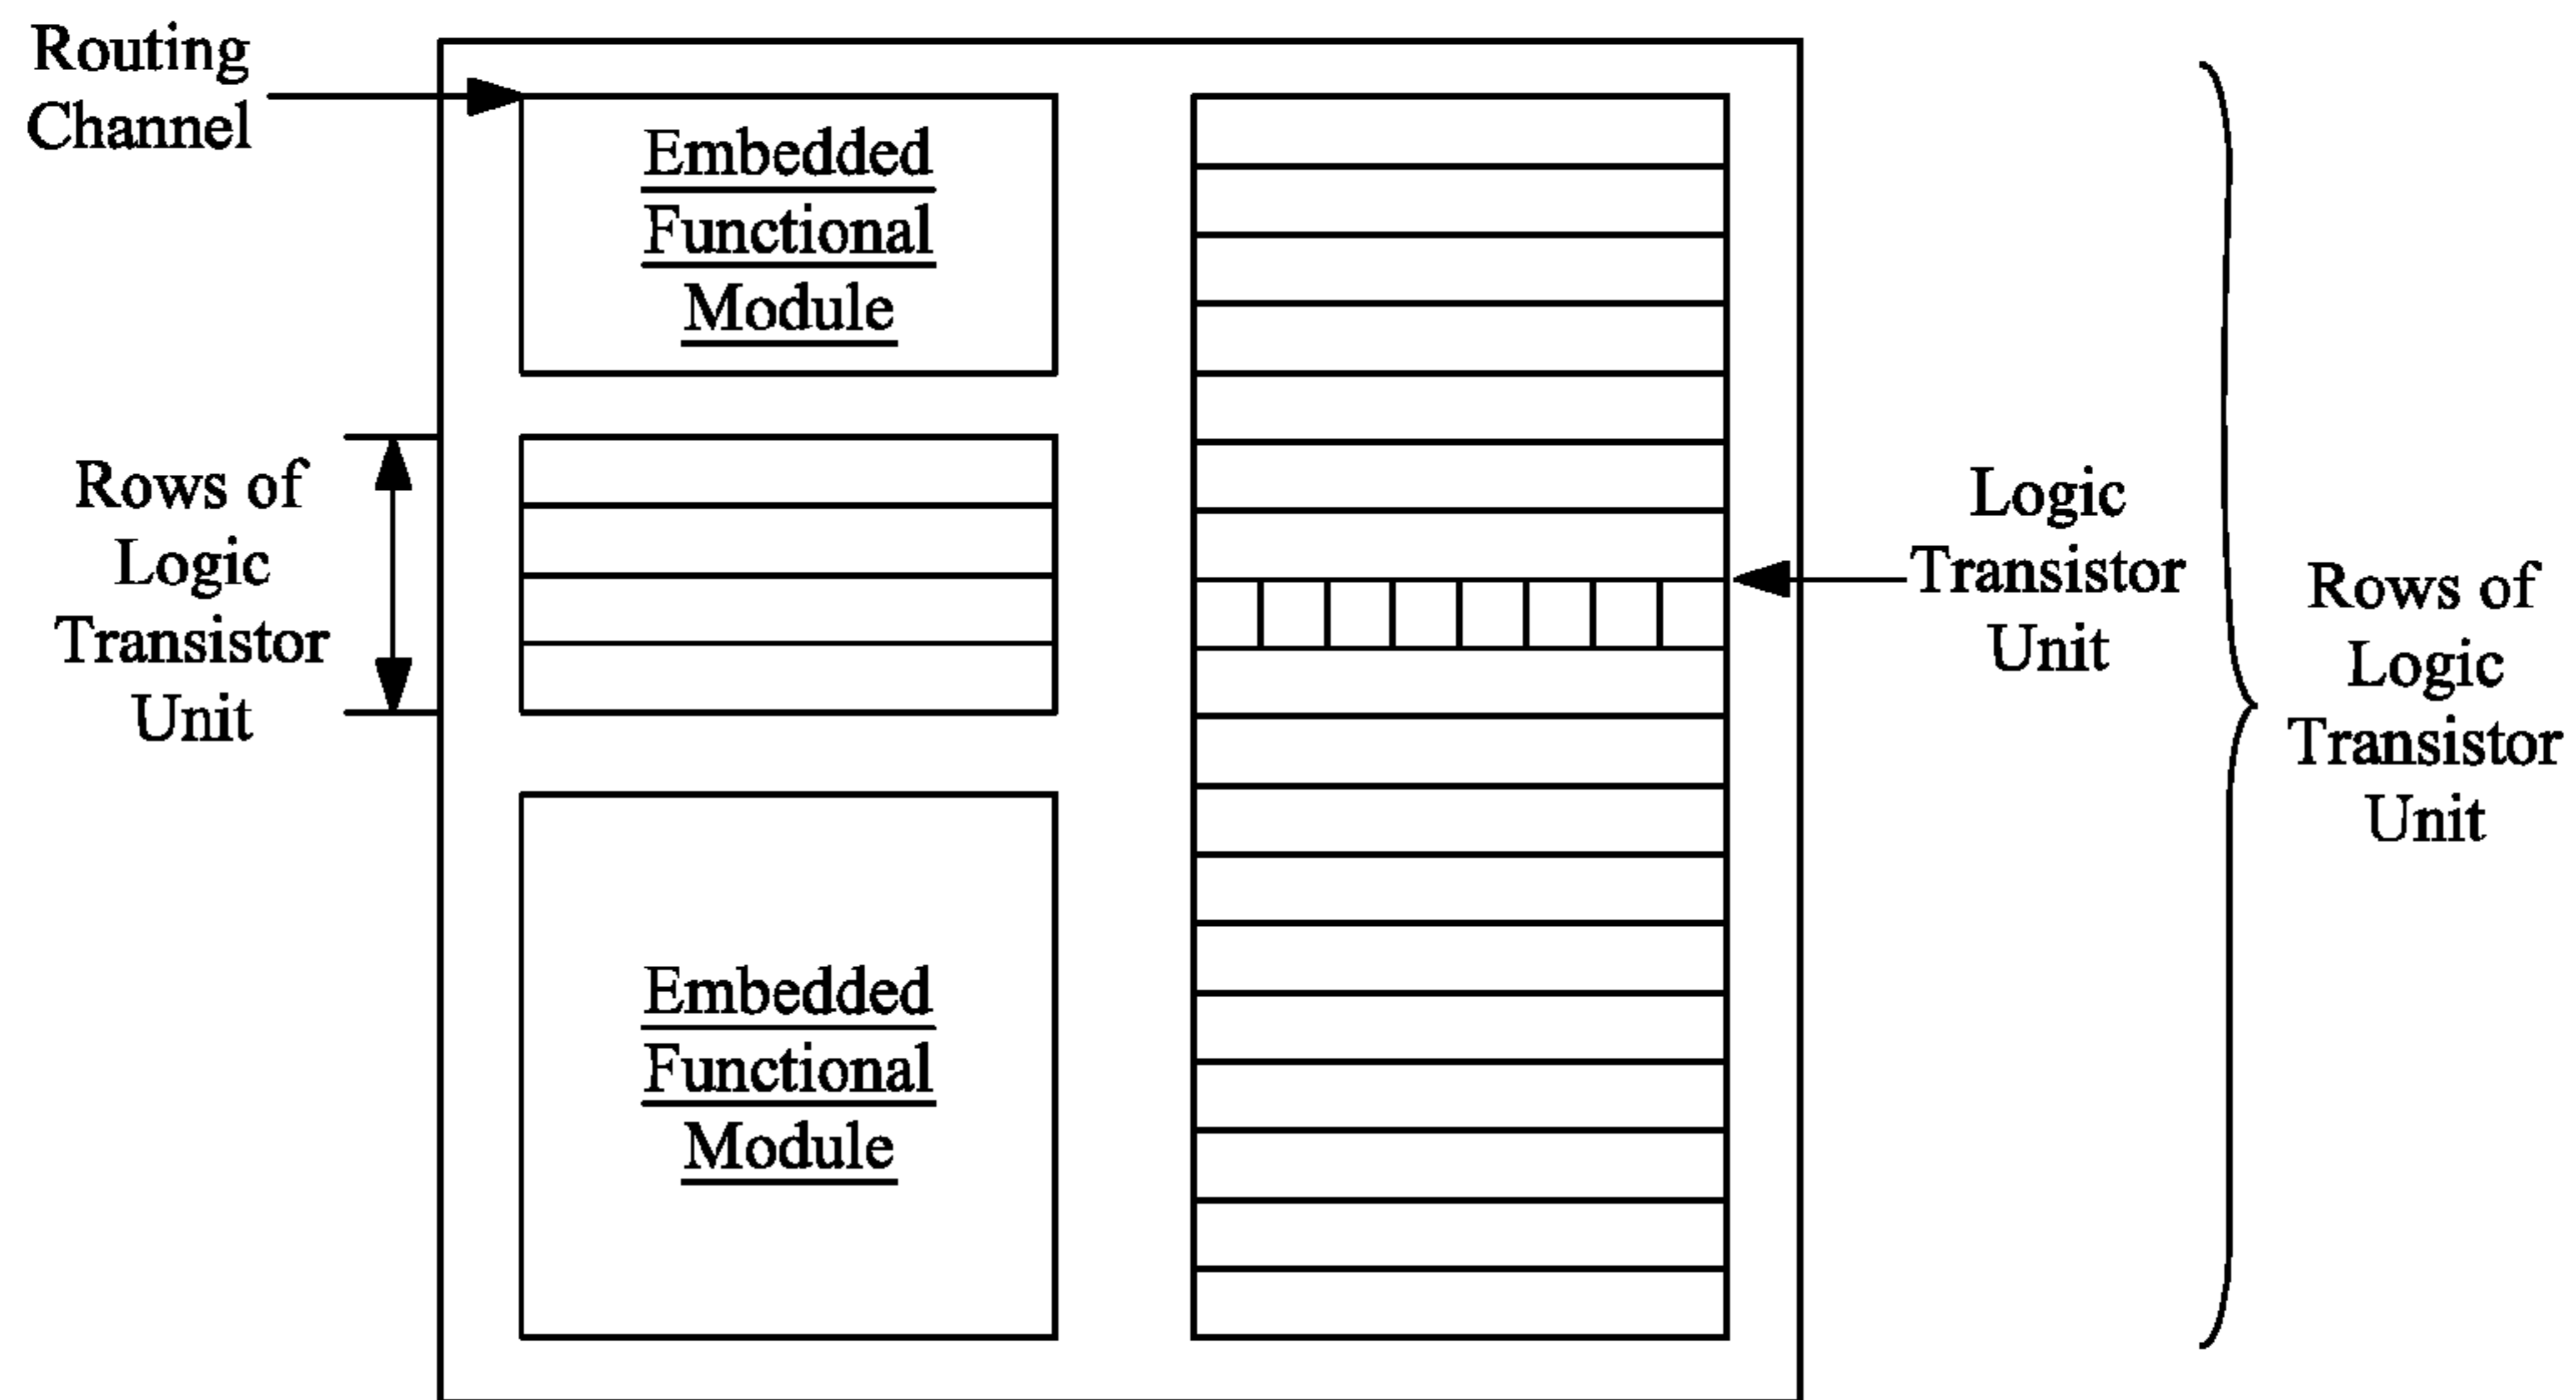 Routing
Channel
Embedded
Functional
Module
Rows of
Logic
Transistor
Unit
Embedded
Functional
Module
Logic
Transistor
Unit
Rows of
Logic
Transistor
Unit